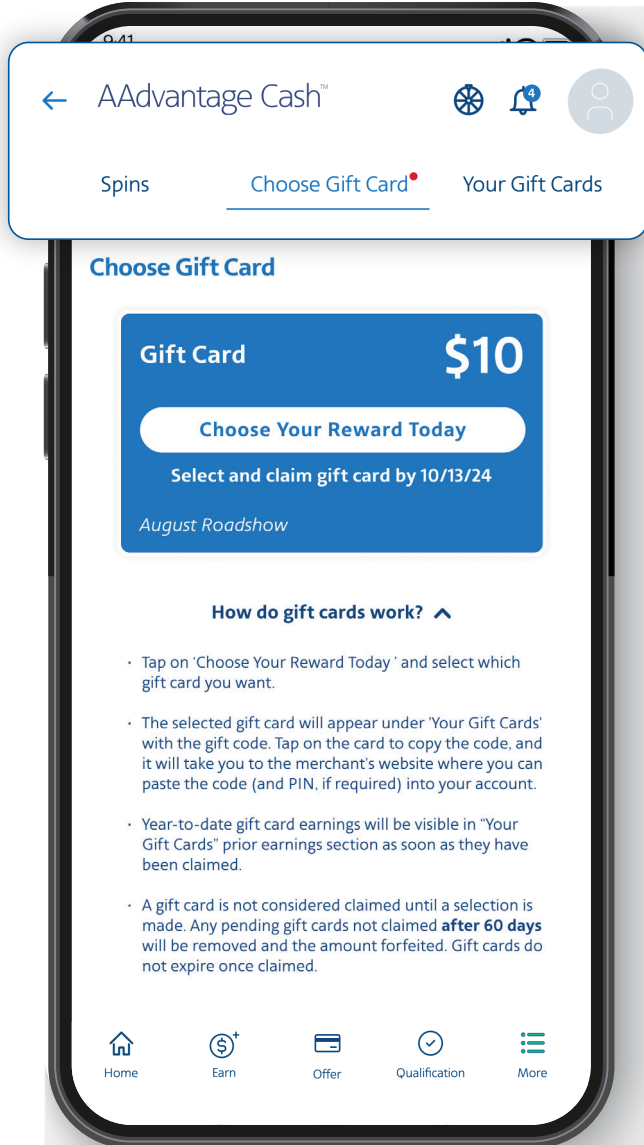 9:41
AAdvantage Cash™
4
Spins
Choose Gift Card
Your Gift Cards
Choose Gift Card
Gift Card
$10
Choose Your Reward Today
Select and claim gift card by 10/13/24
August Roadshow
How do gift cards work?
· Tap on 'Choose Your Reward Today ' and select which
gift card you want.
· The selected gift card will appear under 'Your Gift Cards'
with the gift code. Tap on the card to copy the code, and
it will take you to the merchant's website where you can
paste the code (and PIN, if required) into your account.
· Year-to-date gift card earnings will be visible in “Your
Gift Cards” prior earnings section as soon as they have
been claimed.
· A gift card is not considered claimed until a selection is
made. Any pending gift cards not claimed after 60 days
will be removed and the amount forfeited. Gift cards do
not expire once claimed.
Home
Earn
Offer
Qualification
More